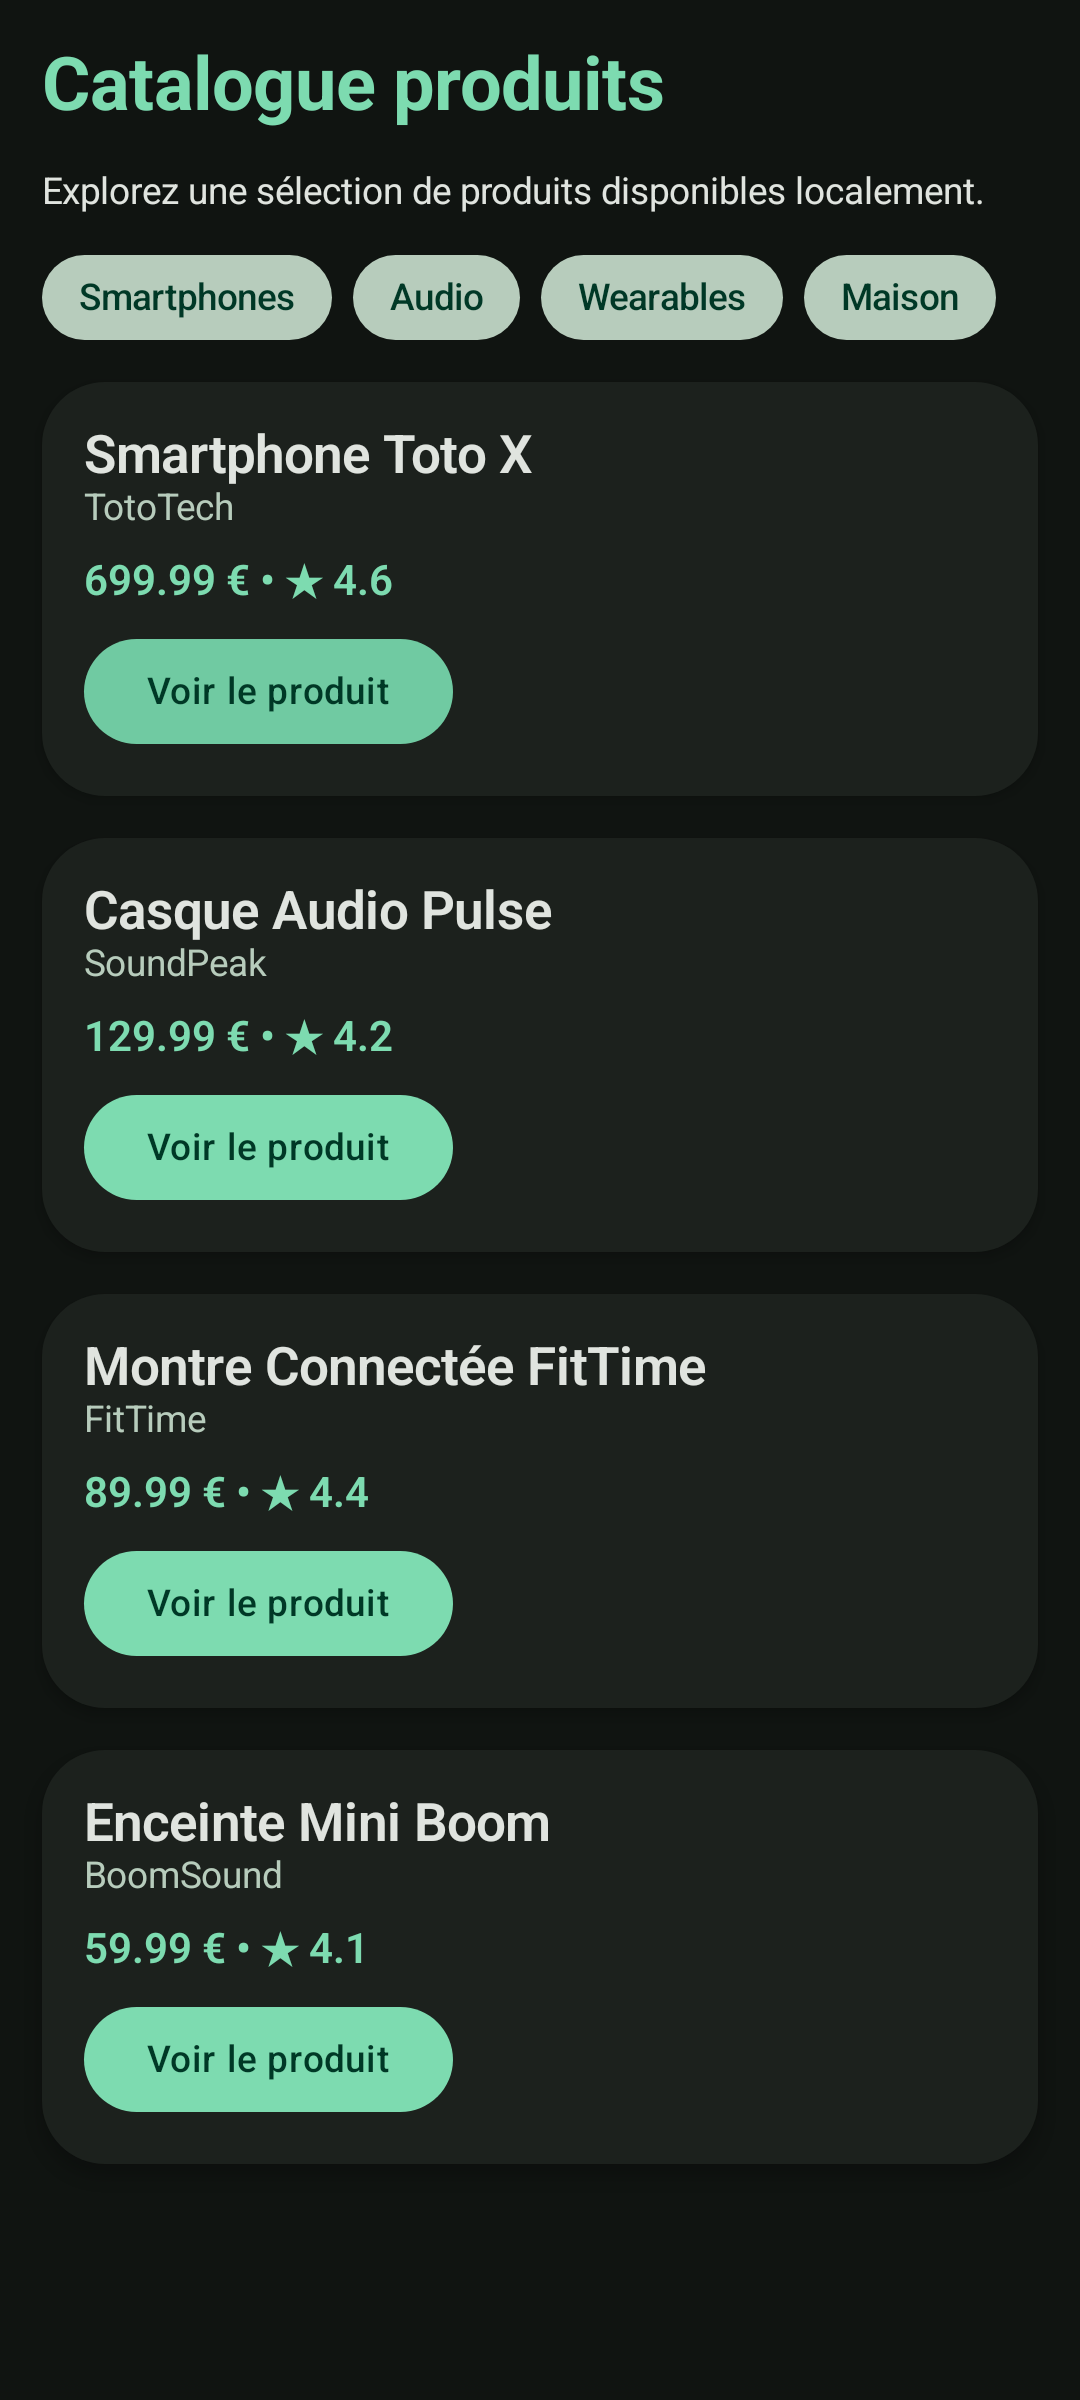 Catalogue produits
Explorez une sélection de produits disponibles localement.
Smartphones Audio Wearables Maison
Smartphone Toto X
TotoTech
699.99 € • ★ 4.6
Voir le produit
Casque Audio Pulse
SoundPeak
129.99 € • ★ 4.2
Voir le produit
Montre Connectée FitTime
FitTime
89.99 € • ★ 4.4
Voir le produit
Enceinte Mini Boom
BoomSound
59.99 € • ★ 4.1
Voir le produit